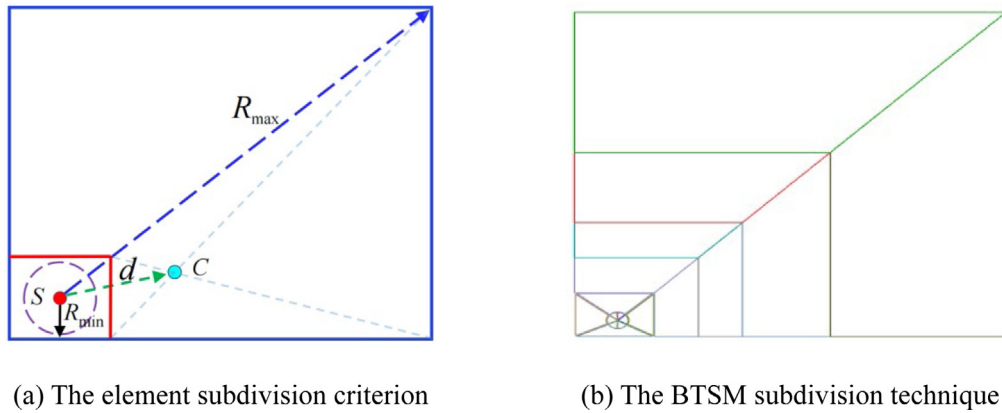 R_max
d
C
S
R_min
(a) The element subdivision criterion
(b) The BTSM subdivision technique